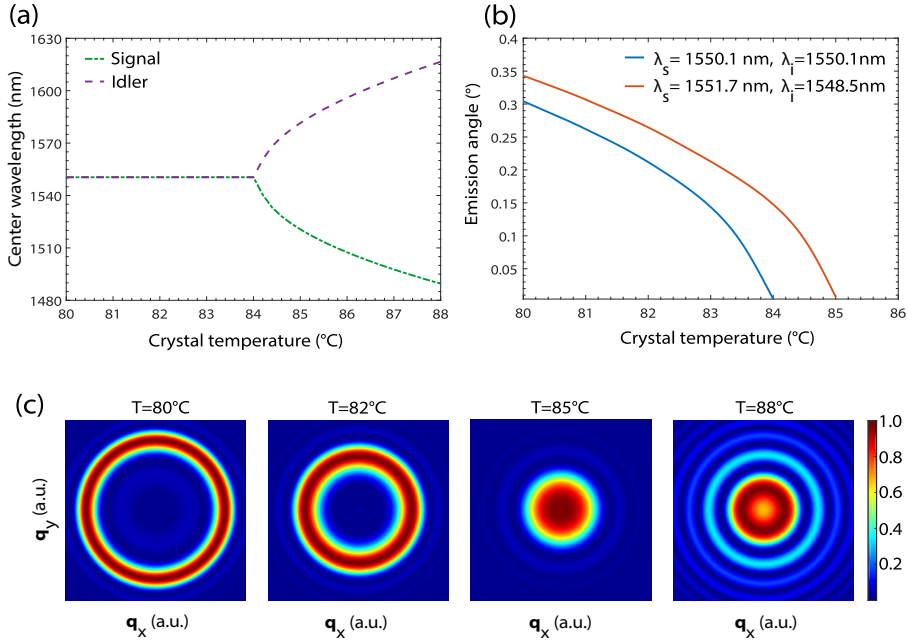 (a)
Signal
Idler
Center wavelength (nm)
1630
1600
1570
1540
1510
1480
80 81 82 83 84 85 86 87 88
Crystal temperature (°C)
(b)
λs = 1550.1 nm, λi=1550.1nm
λs= 1551.7 nm, λi=1548.5nm
Emission angle (°)
0.4
0.35
0.3
0.25
0.2
0.15
0.1
0.05
80 81 82 83 84 85 86
Crystal temperature (°C)
(c)
T=80°C T=82°C T=85°C T=88°C
qy (a.u.)
qx (a.u.) qx (a.u.) qx (a.u.) qx (a.u.)
1.0
0.8
0.6
0.4
0.2